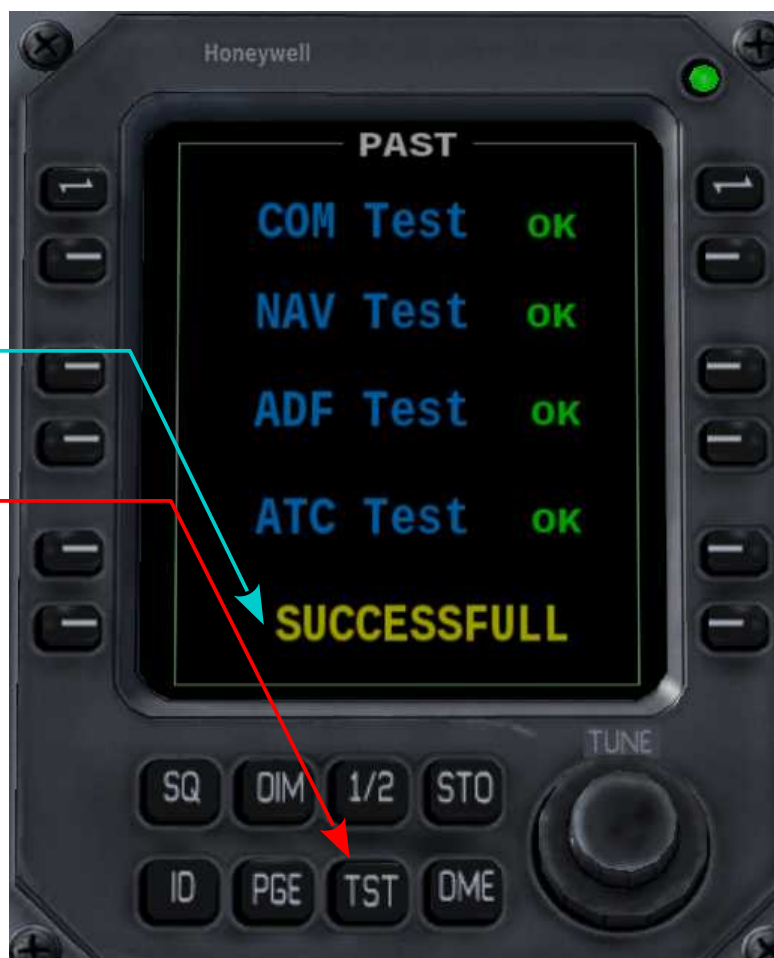 Honeywell
PAST
COM Test OK
NAV Test OK
ADF Test OK
ATC Test OK
SUCCESSFULL
TUNE
SQ DIM 1/2 STO
ID PGE TST DME